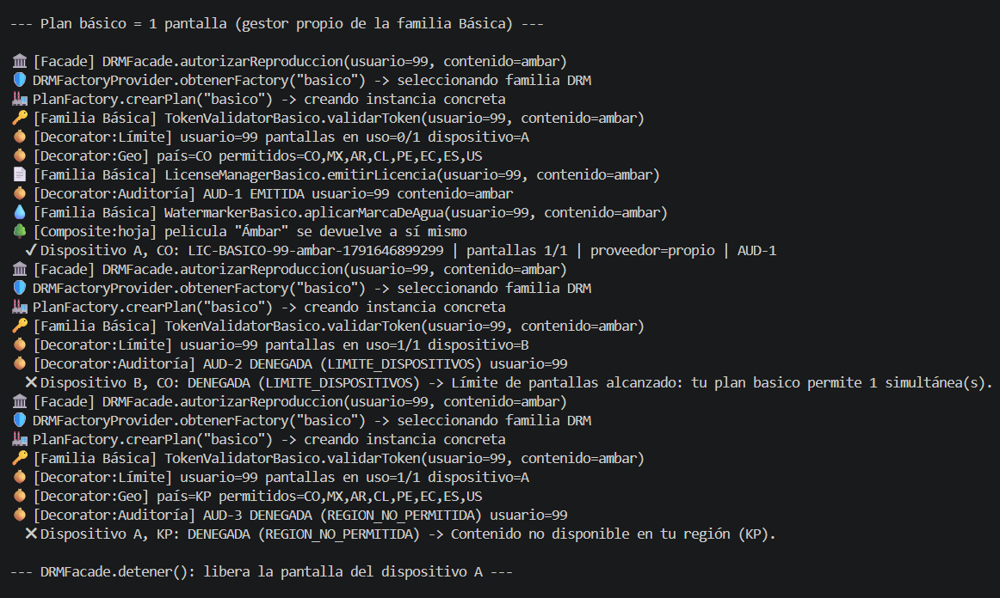 --- Plan básico = 1 pantalla (gestor propio de la familia Básica) ---
🏛 [Facade] DRMFacade.autorizarReproduccion(usuario=99, contenido=ambar)
🛡 DRMFactoryProvider.obtenerFactory("basico") -> seleccionando familia DRM
🏭 PlanFactory.crearPlan("basico") -> creando instancia concreta
🔑 [Familia Básica] TokenValidatorBasico.validarToken(usuario=99, contenido=ambar)
🧅 [Decorator:Límite] usuario=99 pantallas en uso=0/1 dispositivo=A
🧅 [Decorator:Geo] país=CO permitidos=CO,MX,AR,CL,PE,EC,ES,US
📄 [Familia Básica] LicenseManagerBasico.emitirLicencia(usuario=99, contenido=ambar)
🧅 [Decorator:Auditoría] AUD-1 EMITIDA usuario=99 contenido=ambar
💧 [Familia Básica] WatermarkerBasico.aplicarMarcaDeAgua(usuario=99, contenido=ambar)
🌳 [Composite:hoja] pelicula "Ámbar" se devuelve a sí mismo
✓ Dispositivo A, CO: LIC-BASICO-99-ambar-1791646899299 | pantallas 1/1 | proveedor=propio | AUD-1
🏛 [Facade] DRMFacade.autorizarReproduccion(usuario=99, contenido=ambar)
🛡 DRMFactoryProvider.obtenerFactory("basico") -> seleccionando familia DRM
🏭 PlanFactory.crearPlan("basico") -> creando instancia concreta
🔑 [Familia Básica] TokenValidatorBasico.validarToken(usuario=99, contenido=ambar)
🧅 [Decorator:Límite] usuario=99 pantallas en uso=1/1 dispositivo=B
🧅 [Decorator:Auditoría] AUD-2 DENEGADA (LIMITE_DISPOSITIVOS) usuario=99
✗ Dispositivo B, CO: DENEGADA (LIMITE_DISPOSITIVOS) -> Límite de pantallas alcanzado: tu plan basico permite 1 simultánea(s).
🏛 [Facade] DRMFacade.autorizarReproduccion(usuario=99, contenido=ambar)
🛡 DRMFactoryProvider.obtenerFactory("basico") -> seleccionando familia DRM
🏭 PlanFactory.crearPlan("basico") -> creando instancia concreta
🔑 [Familia Básica] TokenValidatorBasico.validarToken(usuario=99, contenido=ambar)
🧅 [Decorator:Límite] usuario=99 pantallas en uso=1/1 dispositivo=A
🧅 [Decorator:Geo] país=KP permitidos=CO,MX,AR,CL,PE,EC,ES,US
🧅 [Decorator:Auditoría] AUD-3 DENEGADA (REGION_NO_PERMITIDA) usuario=99
✗ Dispositivo A, KP: DENEGADA (REGION_NO_PERMITIDA) -> Contenido no disponible en tu región (KP).
--- DRMFacade.detener(): libera la pantalla del dispositivo A ---